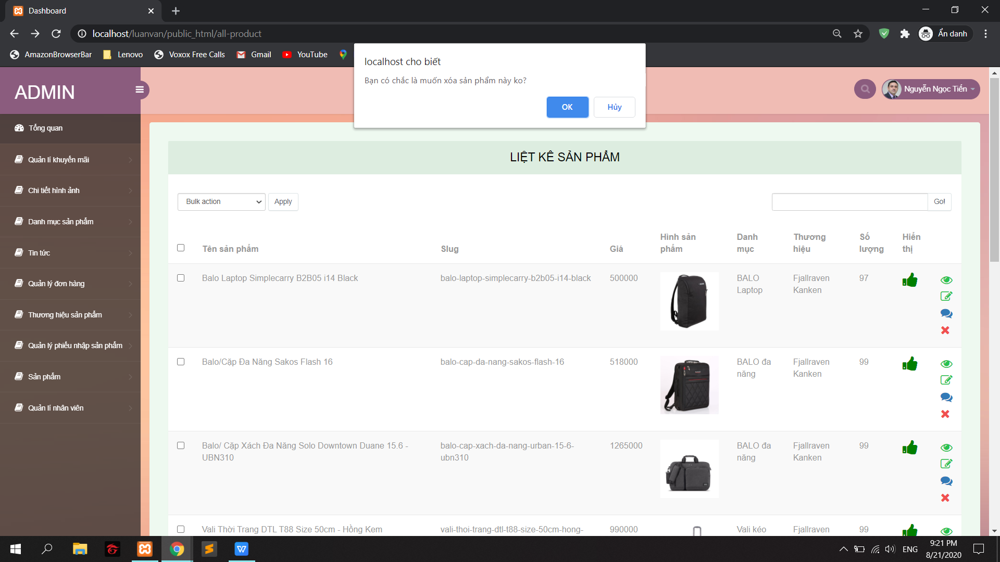 Dashboard
localhost/luanvan/public_html/all-product
Ẩn danh
AmazonBrowserBar
Lenovo
Voxox Free Calls
Gmail
YouTube
localhost cho biết
Bạn có chắc là muốn xóa sản phẩm này ko?
OK
Hủy
ADMIN
Nguyễn Ngọc Tiến
Tổng quan
Quản lí khuyến mãi
Chi tiết hình ảnh
Danh mục sản phẩm
Tin tức
Quản lý đơn hàng
Thương hiệu sản phẩm
Quản lý phiếu nhập sản phẩm
Sản phẩm
Quản lí nhân viên
LIỆT KÊ SẢN PHẨM
Bulk action
Apply
Go!
Tên sản phẩm
Slug
Giá
Hình sản
phẩm
Danh
mục
Thương
hiệu
Số
lượng
Hiển
thị
Balo Laptop Simplecarry B2B05 i14 Black
balo-laptop-simplecarry-b2b05-i14-black
500000
BALO
Laptop
Fjallraven
Kanken
97
Balo/Cặp Đa Năng Sakos Flash 16
balo-cap-da-nang-sakos-flash-16
518000
BALO đa
năng
Fjallraven
Kanken
99
Balo/ Cặp Xách Đa Năng Solo Downtown Duane 15.6 -
UBN310
balo-cap-xach-da-nang-urban-15-6-
ubn310
1265000
BALO đa
năng
Fjallraven
Kanken
99
Vali Thời Trang DTL T88 Size 50cm - Hồng Kem
vali-thoi-trang-dtl-t88-size-50cm-hong-
990000
Vali kéo
Fjallraven
99
ENG
9:21 PM
8/21/2020